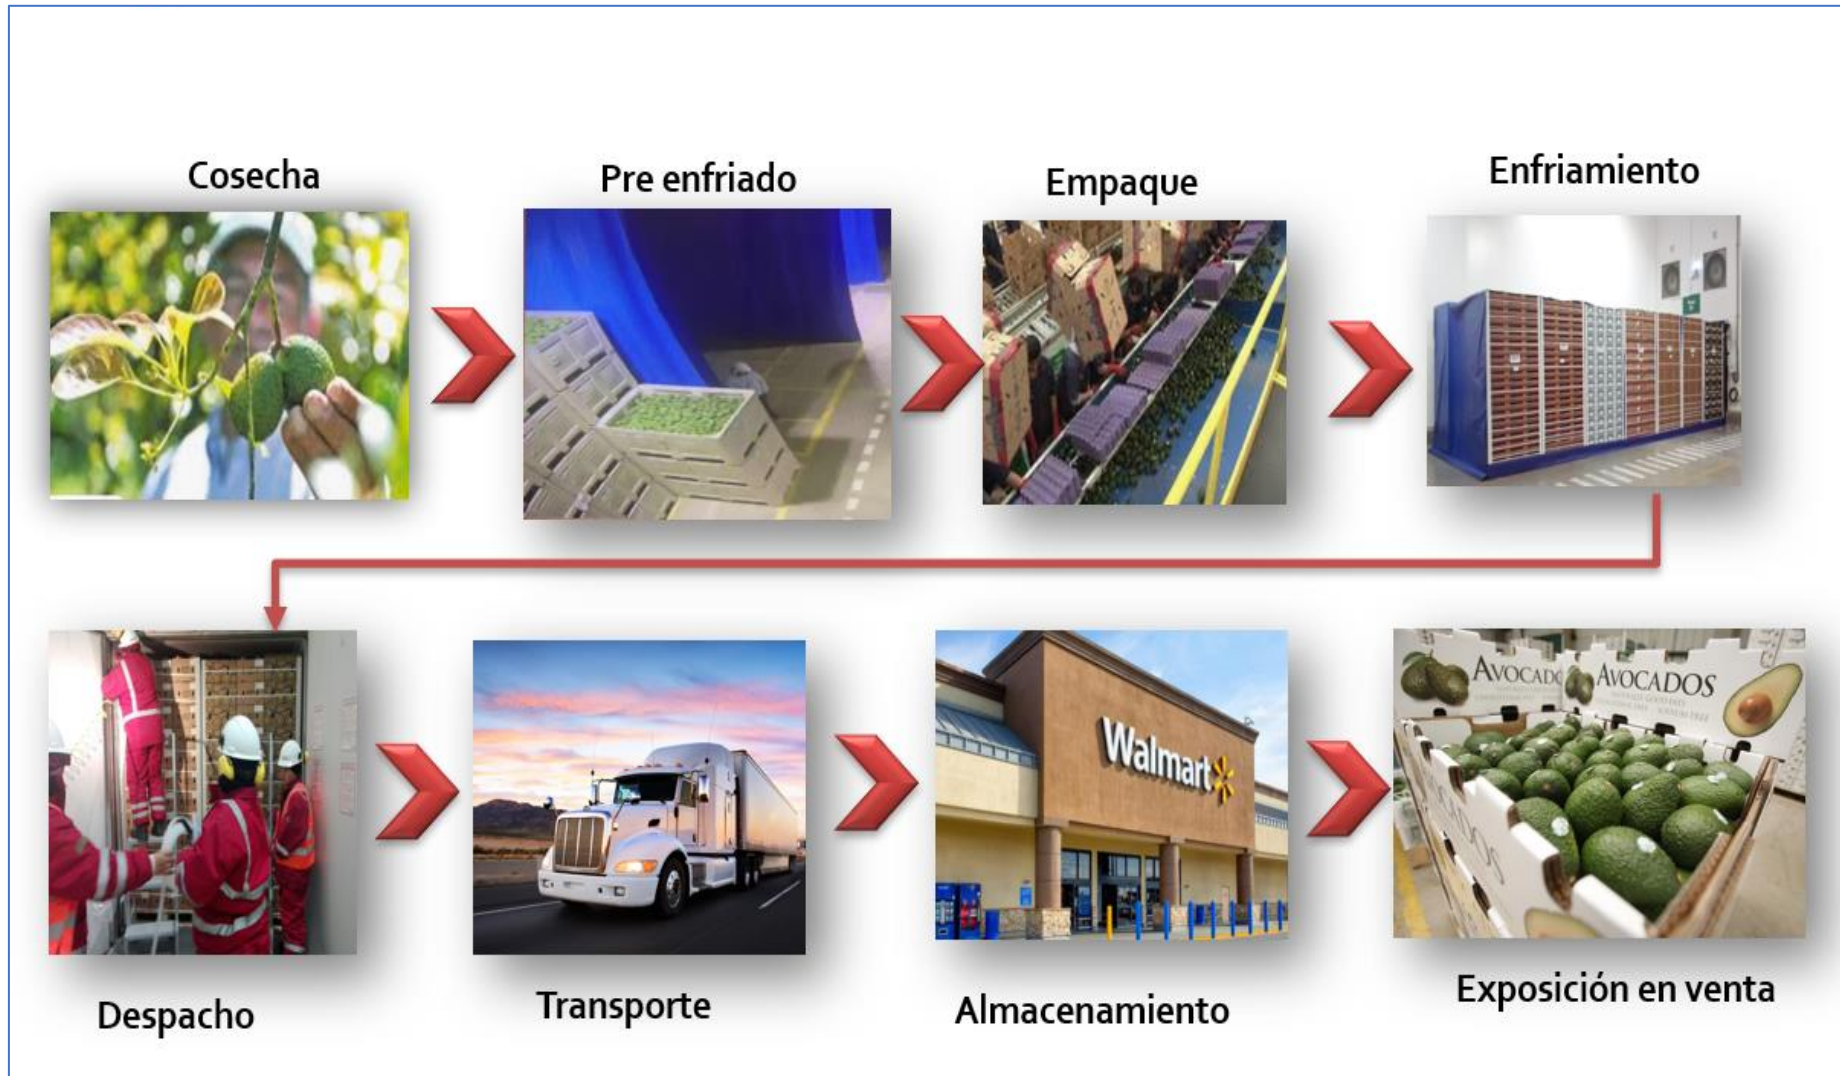 Cosecha
Pre enfriado
Empaque
Enfriamiento
Walmart
AVOCADOS
AVOCADOS
Despacho
Transporte
Almacenamiento
Exposición en venta